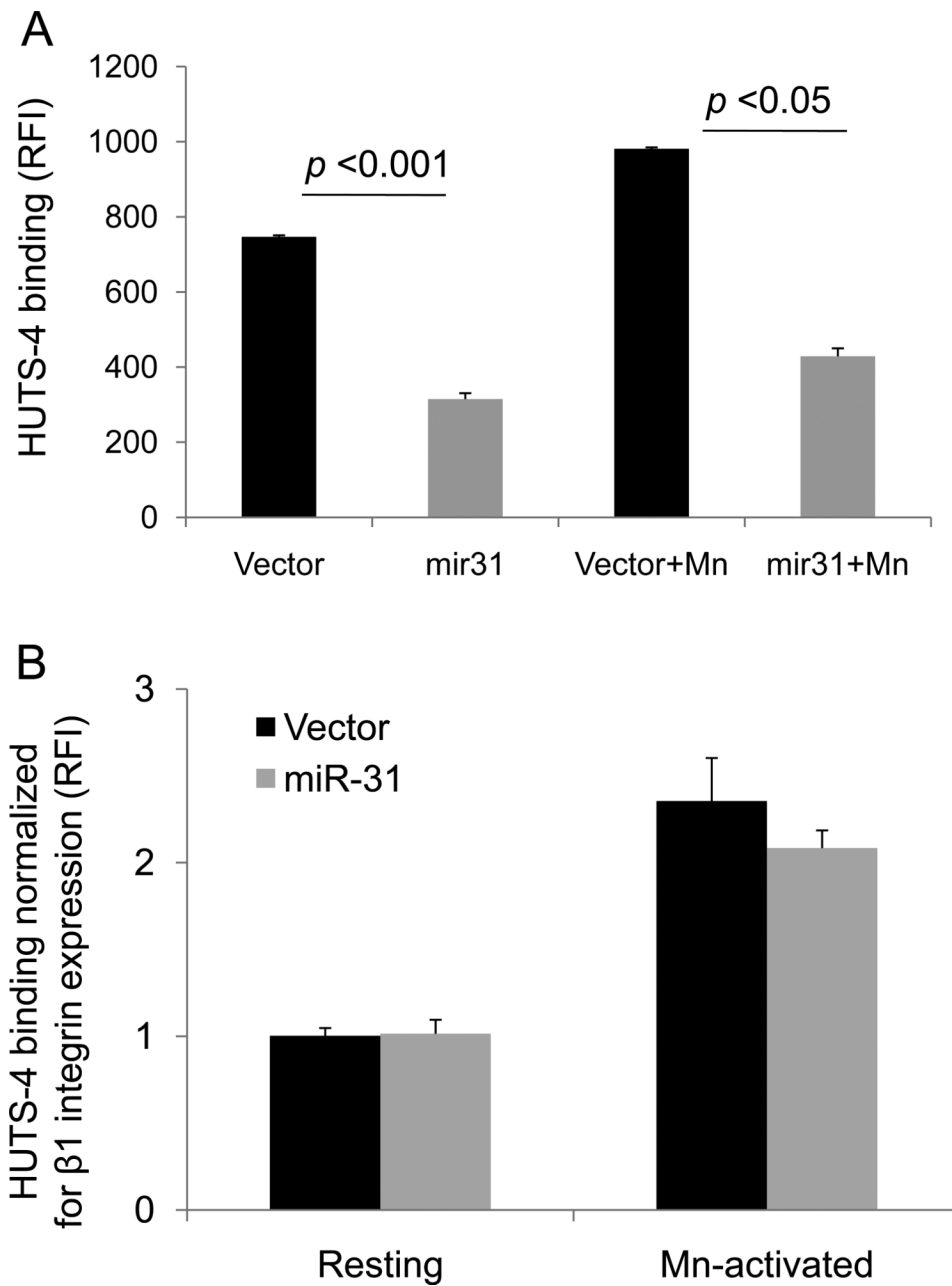 A
HUTS-4 binding (RFI)
1200
1000
800
600
400
200
0
p <0.001
p <0.05
Vector
mir31
Vector+Mn
mir31+Mn
B
HUTS-4 binding normalized
for β1 integrin expression (RFI)
3
2
1
0
Vector
miR-31
Resting
Mn-activated